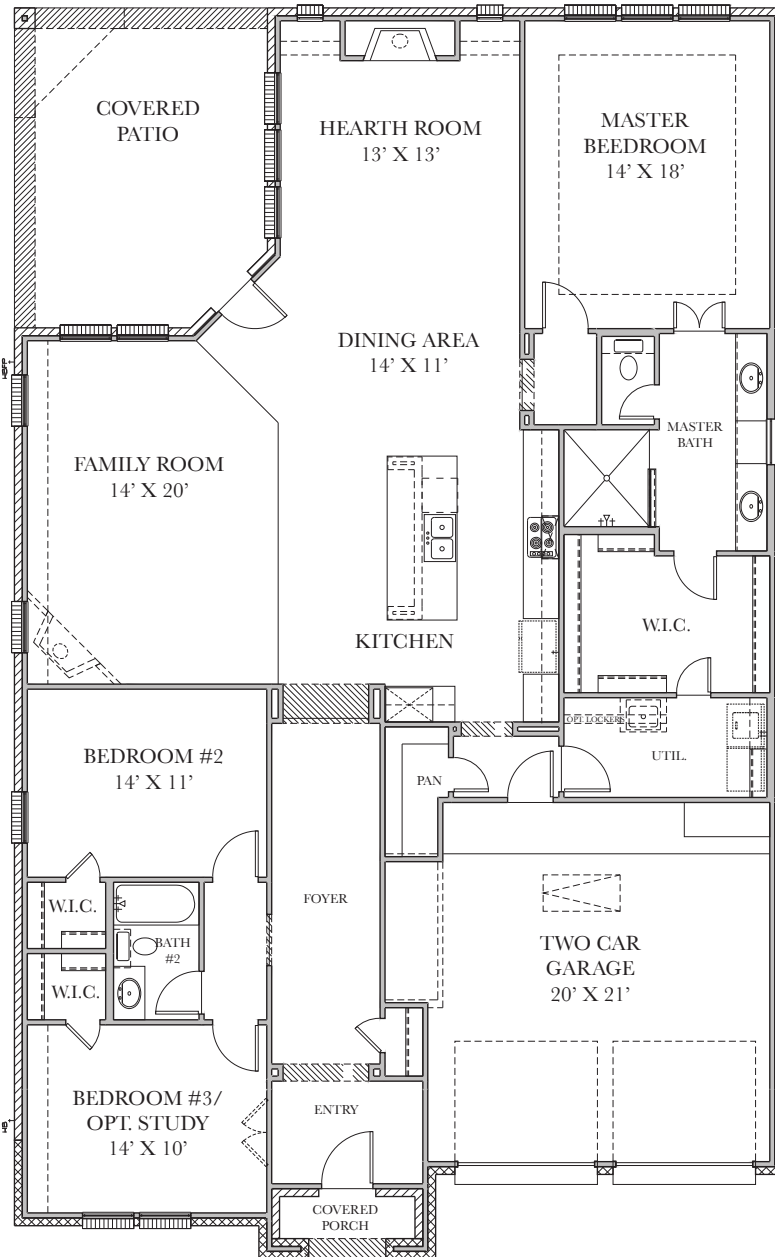 COVERED
PATIO
HEARTH ROOM
13’ X 13’
MASTER
BEEDROOM
14’ X 18’
DINING AREA
14’ X 11’
HBFP
MASTER
BATH
FAMILY ROOM
14’ X 20’
KITCHEN
W.I.C.
OPT. LOCKERS
UTIL.
BEDROOM #2
14’ X 11’
PAN
W.I.C.
FOYER
BATH
#2
TWO CAR
GARAGE
20’ X 21’
W.I.C.
BEDROOM #3/
OPT. STUDY
14’ X 10’
HB
ENTRY
COVERED
PORCH